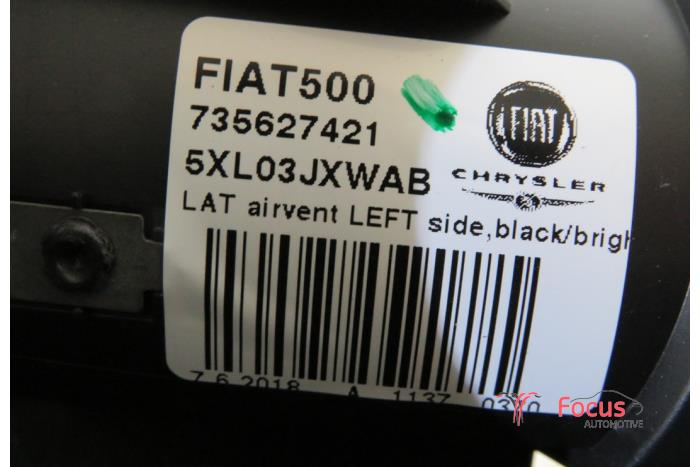 FIAT500
735627421
5XL03JXWAB
FIAT
CHRYSLER
LAT airvent LEFT side,black/brigh
7.6.2018 A 1137
Focus
AUTOMOTIVE